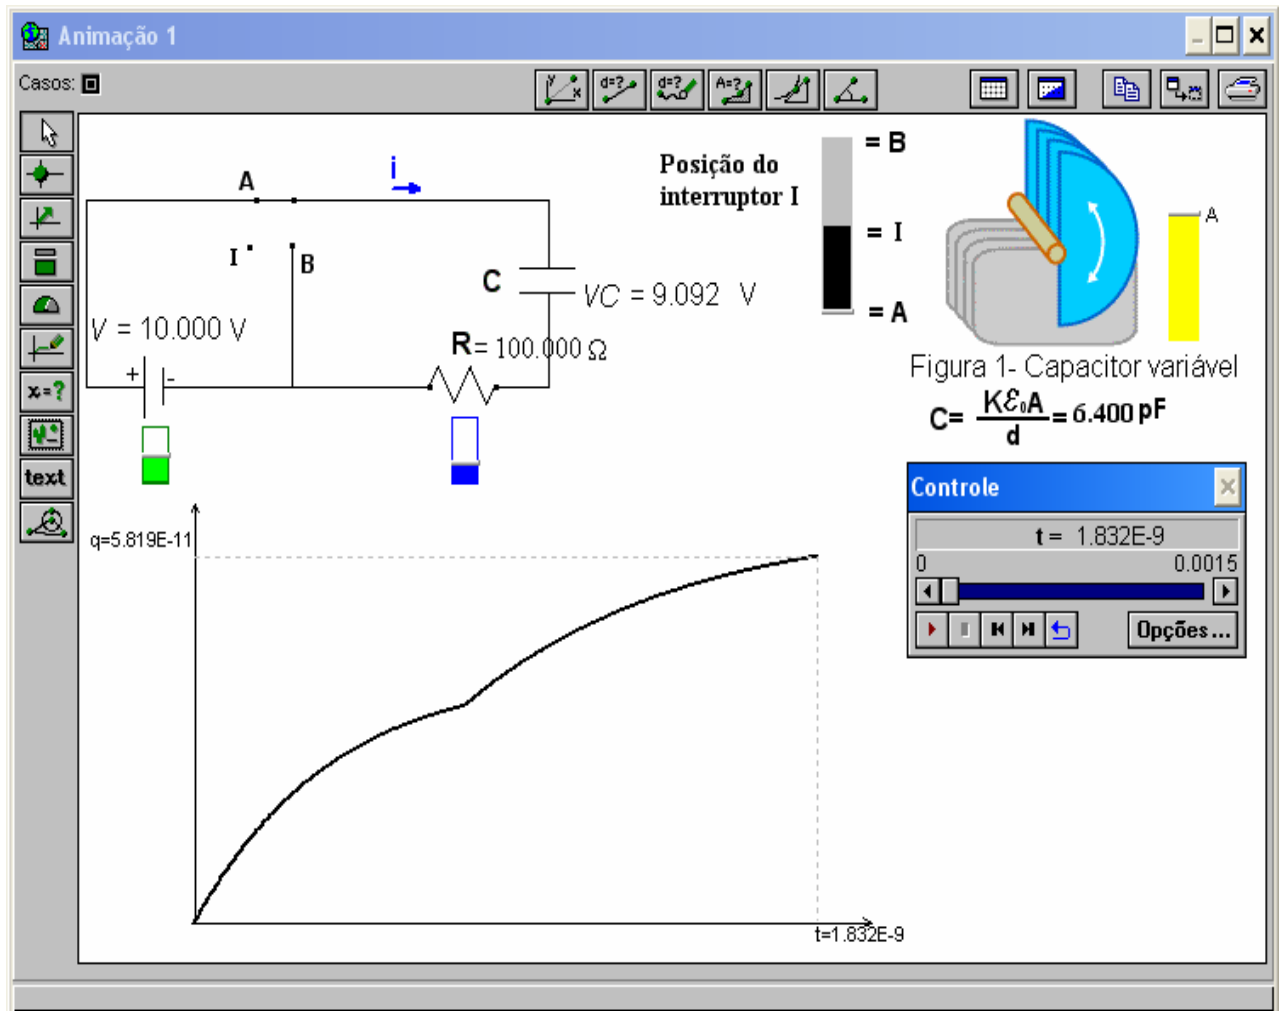 Animação 1
Casos:
y x
d=?
d=?
A=?
x=?
text
A
i
I
B
C
VC = 9.092 V
V = 10.000 V
+ -
R = 100.000 Ω
Posição do
interruptor I
= B
= I
= A
A
Figura 1- Capacitor variável
C= Kε₀A/d = 6.400 pF
Controle
t = 1.832E-9
0 0.0015
Opções...
q=5.819E-11
t=1.832E-9